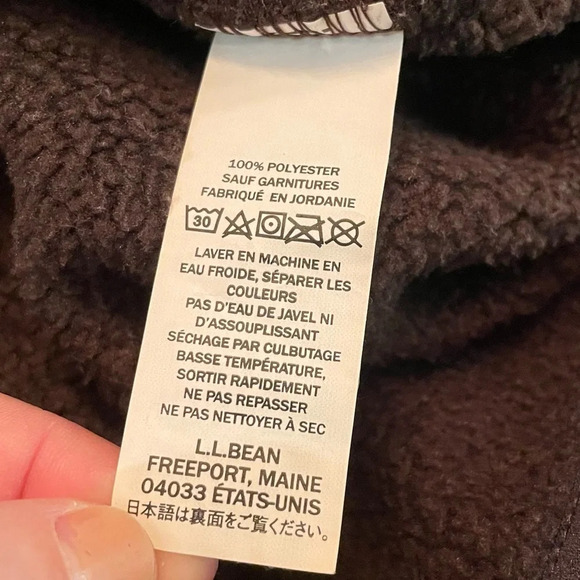 100% POLYESTER
SAUF GARNITURES
FABRIQUÉ EN JORDANIE
30
LAVER EN MACHINE EN
EAU FROIDE, SÉPARER LES
COULEURS
PAS D'EAU DE JAVEL NI
D'ASSOUPLISSANT
SÉCHAGE PAR CULBUTAGE
BASSE TEMPÉRATURE,
SORTIR RAPIDEMENT
NE PAS REPASSER
NE PAS NETTOYER À SEC
L.L.BEAN
FREEPORT, MAINE
04033 ÉTATS-UNIS
日本語は裏面をご覧ください。